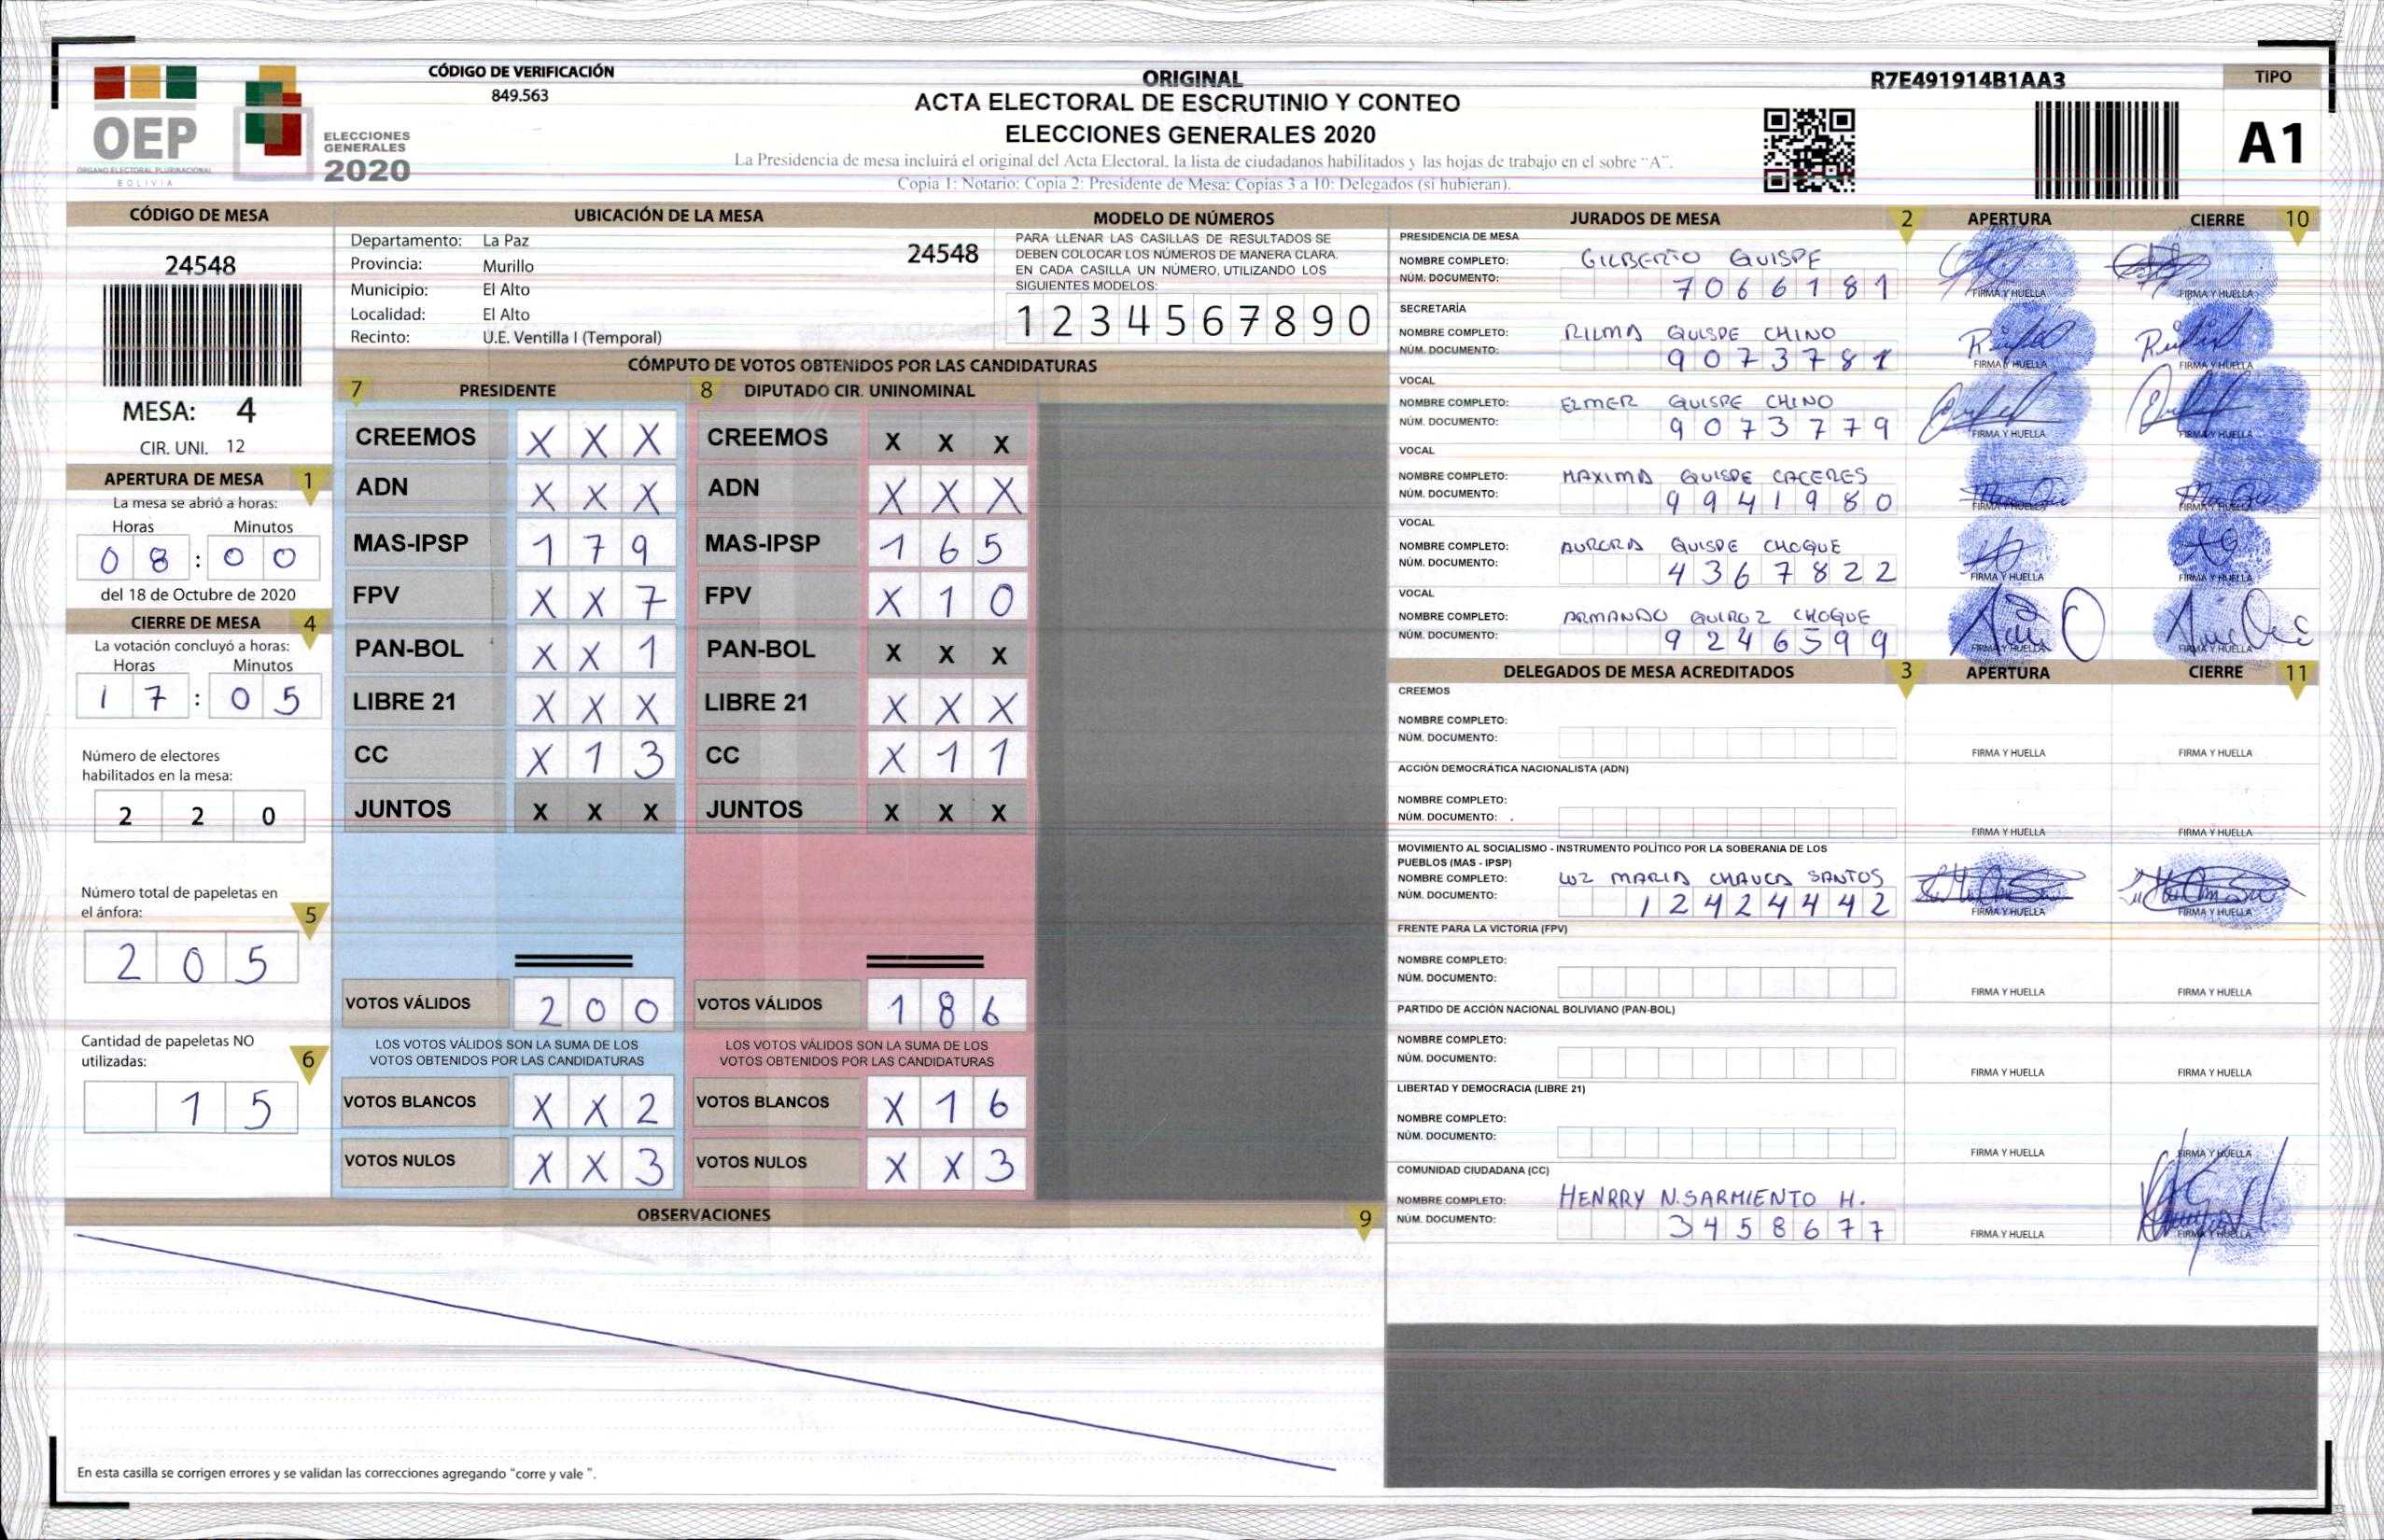 OEP
ÓRGANO ELECTORAL PLURINACIONAL
BOLIVIA
ELECCIONES
GENERALES
2020
CÓDIGO DE VERIFICACIÓN
849.563
ORIGINAL
ACTA ELECTORAL DE ESCRUTINIO Y CONTEO
ELECCIONES GENERALES 2020
La Presidencia de mesa incluirá el original del Acta Electoral, la lista de ciudadanos habilitados y las hojas de trabajo en el sobre "A".
Copia 1: Notario; Copia 2: Presidente de Mesa; Copias 3 a 10: Delegados (si hubieran).
R7E491914B1AA3
TIPO
A1
CÓDIGO DE MESA
24548
MESA: 4
CIR. UNI. 12
APERTURA DE MESA 1
La mesa se abrió a horas:
Horas Minutos
08:00
del 18 de Octubre de 2020
CIERRE DE MESA 4
La votación concluyó a horas:
Horas Minutos
17:05
Número de electores
habilitados en la mesa:
2 2 0
Número total de papeletas en
el ánfora: 5
2 0 5
Cantidad de papeletas NO
utilizadas: 6
1 5
UBICACIÓN DE LA MESA
Departamento: La Paz 24548
Provincia: Murillo
Municipio: El Alto
Localidad: El Alto
Recinto: U.E. Ventilla I (Temporal)
MODELO DE NÚMEROS
PARA LLENAR LAS CASILLAS DE RESULTADOS SE
DEBEN COLOCAR LOS NÚMEROS DE MANERA CLARA.
EN CADA CASILLA UN NÚMERO, UTILIZANDO LOS
SIGUIENTES MODELOS:
1 2 3 4 5 6 7 8 9 0
CÓMPUTO DE VOTOS OBTENIDOS POR LAS CANDIDATURAS
7 PRESIDENTE 8 DIPUTADO CIR. UNINOMINAL
CREEMOS X X X CREEMOS X X X
ADN X X X ADN X X X
MAS-IPSP 1 7 9 MAS-IPSP 1 6 5
FPV X X 7 FPV X 1 0
PAN-BOL X X 1 PAN-BOL X X X
LIBRE 21 X X X LIBRE 21 X X X
CC X 1 3 CC X 1 1
JUNTOS X X X JUNTOS X X X
VOTOS VÁLIDOS 2 0 0 VOTOS VÁLIDOS 1 8 6
LOS VOTOS VÁLIDOS SON LA SUMA DE LOS LOS VOTOS VÁLIDOS SON LA SUMA DE LOS
VOTOS OBTENIDOS POR LAS CANDIDATURAS VOTOS OBTENIDOS POR LAS CANDIDATURAS
VOTOS BLANCOS X X 2 VOTOS BLANCOS X 1 6
VOTOS NULOS X X 3 VOTOS NULOS X X 3
OBSERVACIONES 9
En esta casilla se corrigen errores y se validan las correcciones agregando "corre y vale ".
JURADOS DE MESA 2 APERTURA CIERRE 10
PRESIDENCIA DE MESA
NOMBRE COMPLETO: GILBERTO QUISPE
NÚM. DOCUMENTO: 7066181 FIRMA Y HUELLA FIRMA Y HUELLA
SECRETARÍA
NOMBRE COMPLETO: RILMA QUISPE CHINO
NÚM. DOCUMENTO: 9073781 FIRMA Y HUELLA FIRMA Y HUELLA
VOCAL
NOMBRE COMPLETO: ELMER QUISPE CHINO
NÚM. DOCUMENTO: 9073779 FIRMA Y HUELLA FIRMA Y HUELLA
VOCAL
NOMBRE COMPLETO: MAXIMA QUISPE CACERES
NÚM. DOCUMENTO: 9941980 FIRMA Y HUELLA FIRMA Y HUELLA
VOCAL
NOMBRE COMPLETO: AURORA QUISPE CHOQUE
NÚM. DOCUMENTO: 4367822 FIRMA Y HUELLA FIRMA Y HUELLA
VOCAL
NOMBRE COMPLETO: ARMANDO QUIROZ CHOQUE
NÚM. DOCUMENTO: 9246599 FIRMA Y HUELLA FIRMA Y HUELLA
DELEGADOS DE MESA ACREDITADOS 3 APERTURA CIERRE 11
CREEMOS
NOMBRE COMPLETO:
NÚM. DOCUMENTO: FIRMA Y HUELLA FIRMA Y HUELLA
ACCIÓN DEMOCRÁTICA NACIONALISTA (ADN)
NOMBRE COMPLETO:
NÚM. DOCUMENTO: FIRMA Y HUELLA FIRMA Y HUELLA
MOVIMIENTO AL SOCIALISMO - INSTRUMENTO POLÍTICO POR LA SOBERANIA DE LOS
PUEBLOS (MAS - IPSP)
NOMBRE COMPLETO: LUZ MARIA CHAUCA SANTOS
NÚM. DOCUMENTO: 12424442 FIRMA Y HUELLA FIRMA Y HUELLA
FRENTE PARA LA VICTORIA (FPV)
NOMBRE COMPLETO:
NÚM. DOCUMENTO: FIRMA Y HUELLA FIRMA Y HUELLA
PARTIDO DE ACCIÓN NACIONAL BOLIVIANO (PAN-BOL)
NOMBRE COMPLETO:
NÚM. DOCUMENTO: FIRMA Y HUELLA FIRMA Y HUELLA
LIBERTAD Y DEMOCRACIA (LIBRE 21)
NOMBRE COMPLETO:
NÚM. DOCUMENTO: FIRMA Y HUELLA FIRMA Y HUELLA
COMUNIDAD CIUDADANA (CC)
NOMBRE COMPLETO: HENRRY N. SARMIENTO H.
NÚM. DOCUMENTO: 3458677 FIRMA Y HUELLA FIRMA Y HUELLA